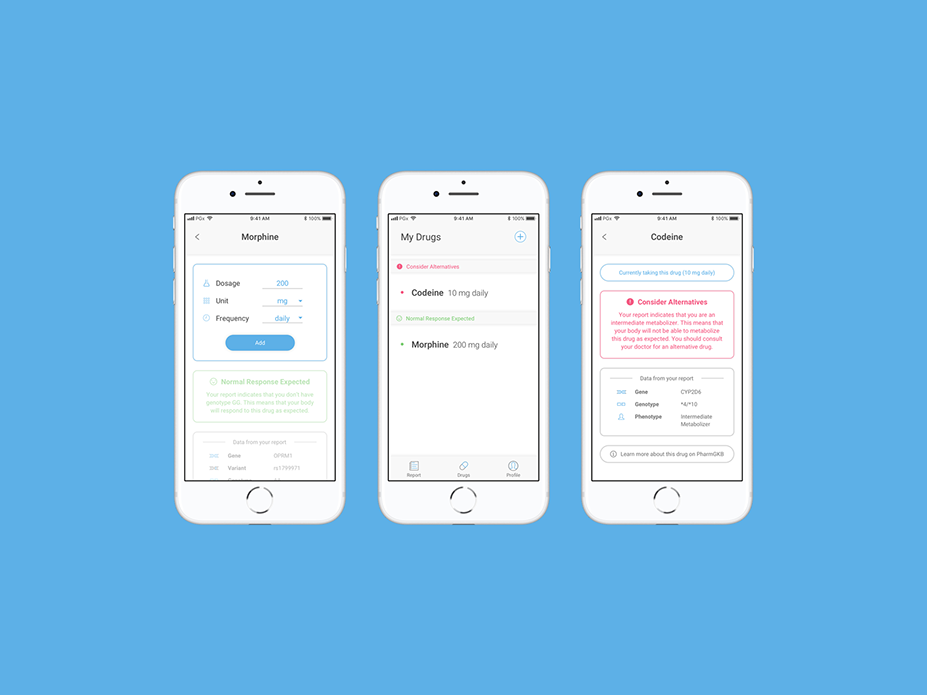 PGx 9:41 AM 100%
Morphine
Dosage 200
Unit mg
Frequency daily
Add
Normal Response Expected
Your report indicates that you don't have
genotype GG. This means that your body
will respond to this drug as expected.
Data from your report
Gene OPRM1
Variant rs1799971
PGx 9:41 AM 100%
My Drugs
Consider Alternatives
Codeine 10 mg daily
Normal Response Expected
Morphine 200 mg daily
Report Drugs Profile
PGx 9:41 AM 100%
Codeine
Currently taking this drug (10 mg daily)
Consider Alternatives
Your report indicates that you are an
intermediate metabolizer. This means that
your body will not be able to metabolize
this drug as expected. You should consult
your doctor for an alternative drug.
Data from your report
Gene CYP2D6
Genotype *4/*10
Phenotype Intermediate
Metabolizer
Learn more about this drug on PharmGKB